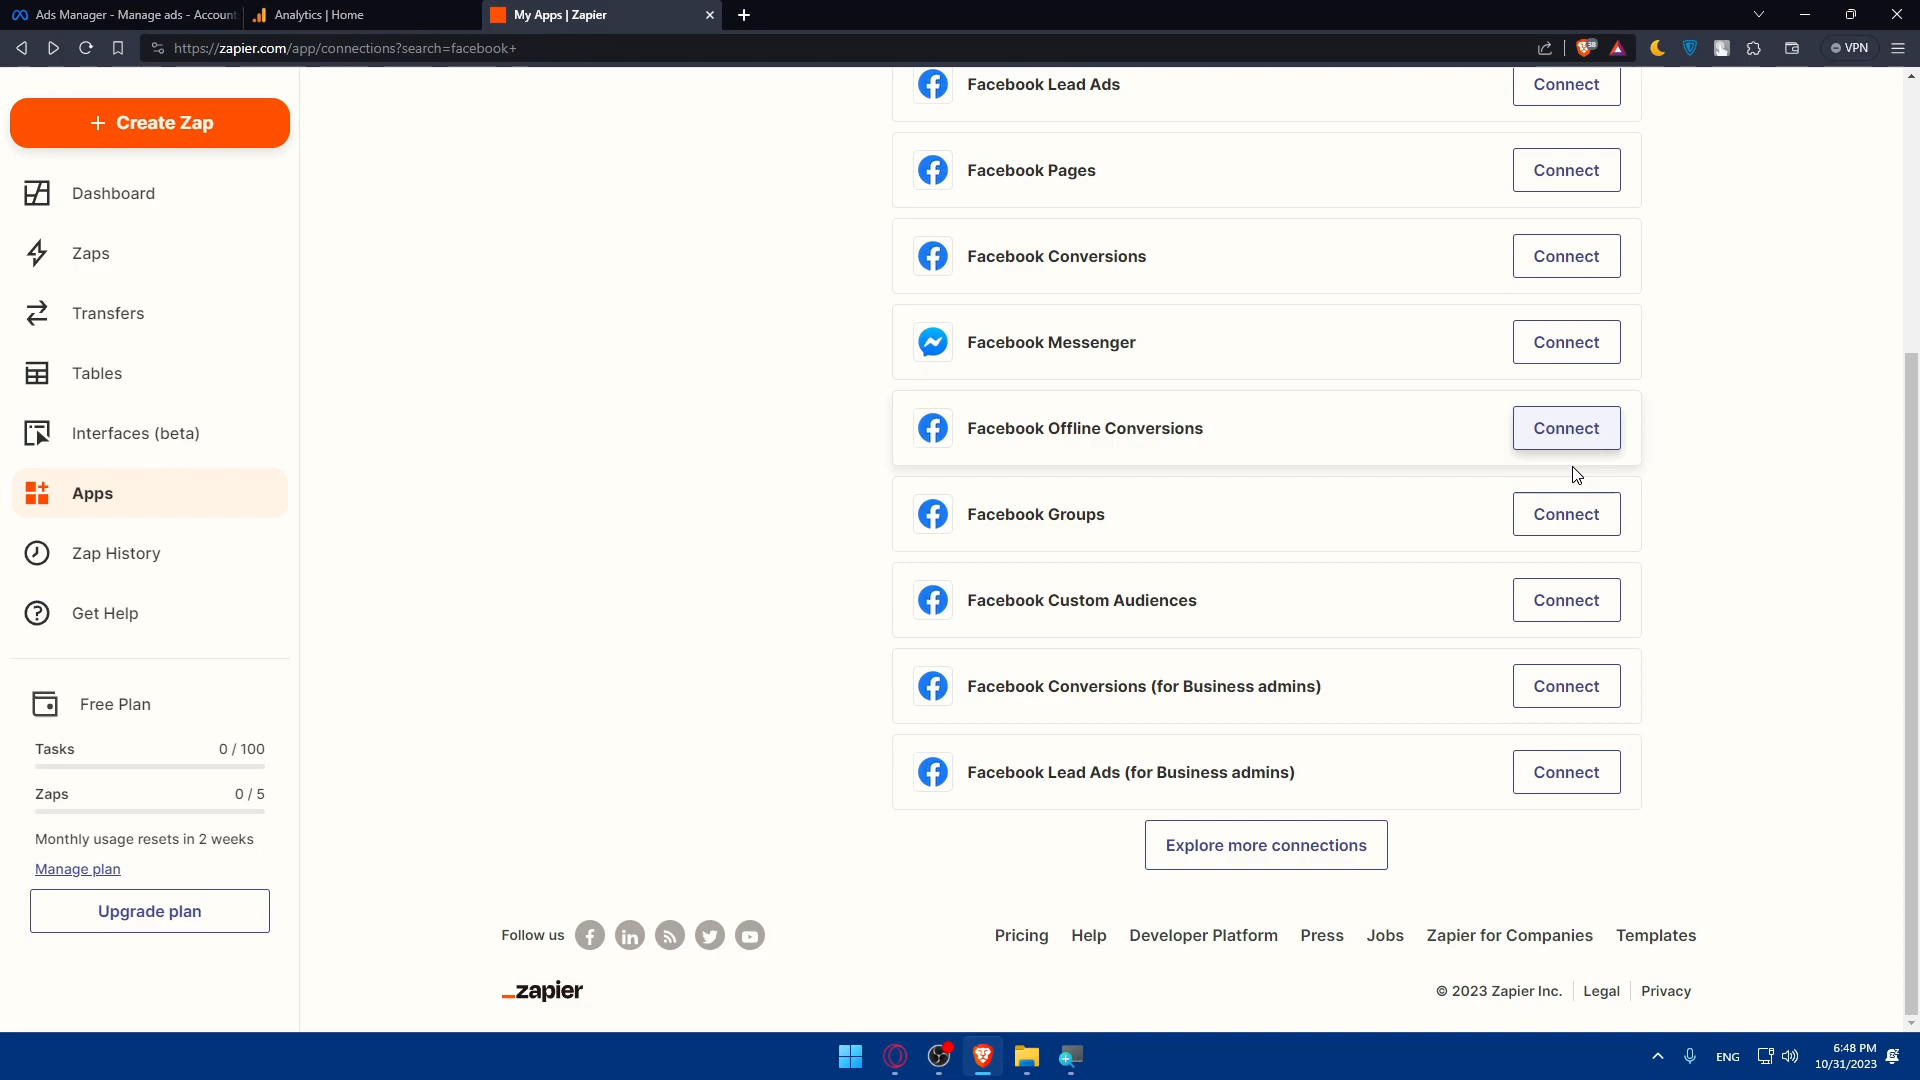 Ads Manager - Manage ads - Account
Analytics | Home
My Apps | Zapier
https://zapier.com/app/connections?search=facebook+
38
VPN
Create Zap
Dashboard
Zaps
Transfers
Tables
Interfaces (beta)
Apps
Zap History
Get Help
Free Plan
Tasks 0 / 100
Zaps 0 / 5
Monthly usage resets in 2 weeks
Manage plan
Upgrade plan
Facebook Lead Ads Connect
Facebook Pages Connect
Facebook Conversions Connect
Facebook Messenger Connect
Facebook Offline Conversions Connect
Facebook Groups Connect
Facebook Custom Audiences Connect
Facebook Conversions (for Business admins) Connect
Facebook Lead Ads (for Business admins) Connect
Explore more connections
Follow us
Pricing Help Developer Platform Press Jobs Zapier for Companies Templates
_zapier
© 2023 Zapier Inc. Legal Privacy
ENG
6:48 PM
10/31/2023